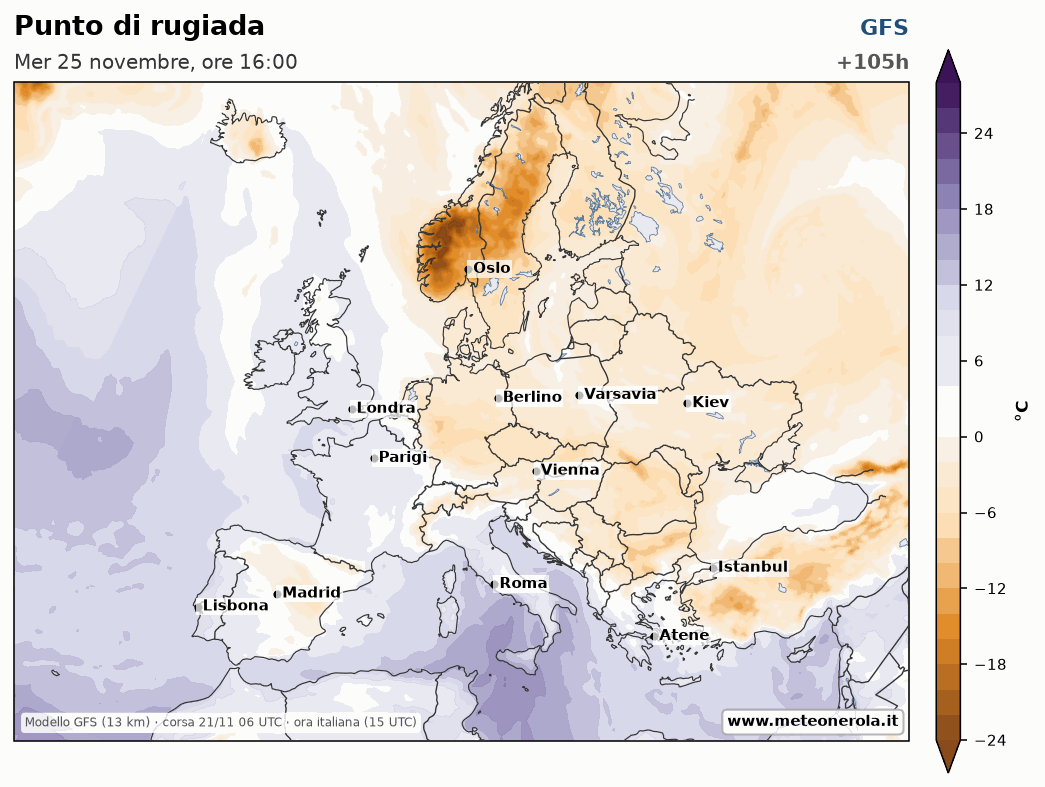 Punto di rugiada
GFS
Mer 25 novembre, ore 16:00
+105h
Oslo
Berlino
Varsavia
Kiev
Londra
Parigi
Vienna
Madrid
Lisbona
Roma
Istanbul
Atene
Modello GFS (13 km) · corsa 21/11 06 UTC · ora italiana (15 UTC)
www.meteonerola.it
24
18
12
6
0
−6
−12
−18
−24
°C